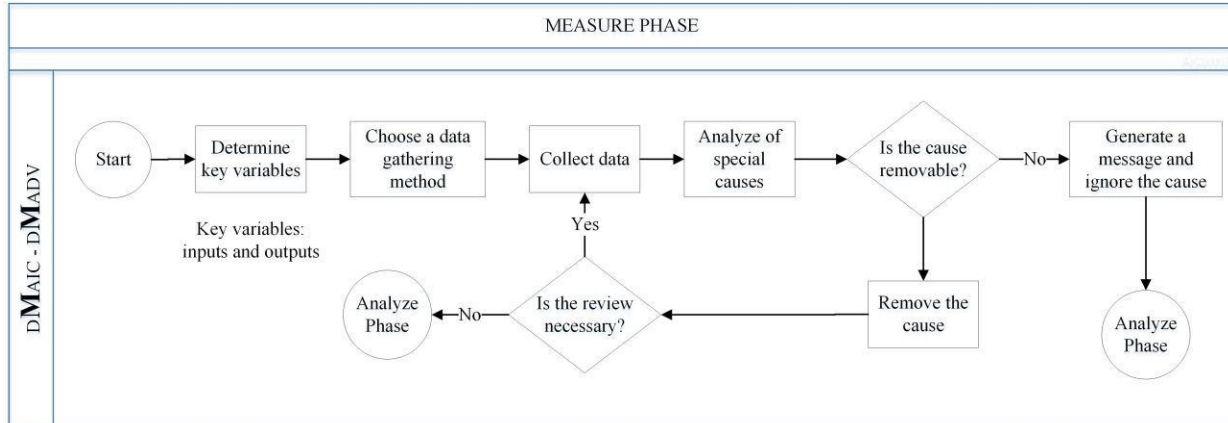 MEASURE PHASE
DMAIC - DMADV
Start
Determine
key variables
Choose a data
gathering
method
Collect data
Analyze of
special
causes
Is the cause
removable?
No
Generate a
message and
ignore the cause
Key variables:
inputs and outputs
Yes
Analyze
Phase
No
Is the review
necessary?
Remove the
cause
Analyze
Phase